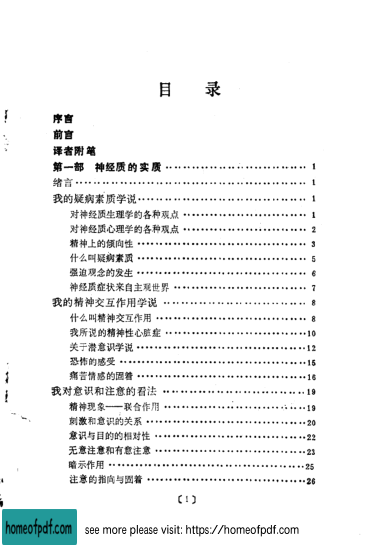 目 录
序言
前言
译者附笔
第一部 神经质的实质 ································ 1
绪言 ································ 1
我的疑病素质学说 ································ 1
对神经质生理学的各种观点 ································ 1
对神经质心理学的各种观点 ································ 2
精神上的倾向性 ································ 3
什么叫疑病素质 ································ 5
强迫观念的发生 ································ 6
神经质症状来自主观世界 ································ 7
我的精神交互作用学说 ································ 8
什么叫精神交互作用 ································ 8
我所说的精神性心脏症 ································ 10
关于潜意识学说 ································ 12
恐怖的感受 ································ 15
痛苦情感的固着 ································ 16
我对意识和注意的看法 ································ 19
精神现象——联合作用 ································ 19
刺激和意识的关系 ································ 20
意识与目的的相对性 ································ 22
无意注意和有意注意 ································ 23
暗示作用 ································ 25
注意的指向与固着 ································ 26
〔1〕
homeofpdf.com
see more please visit: https://homeofpdf.com